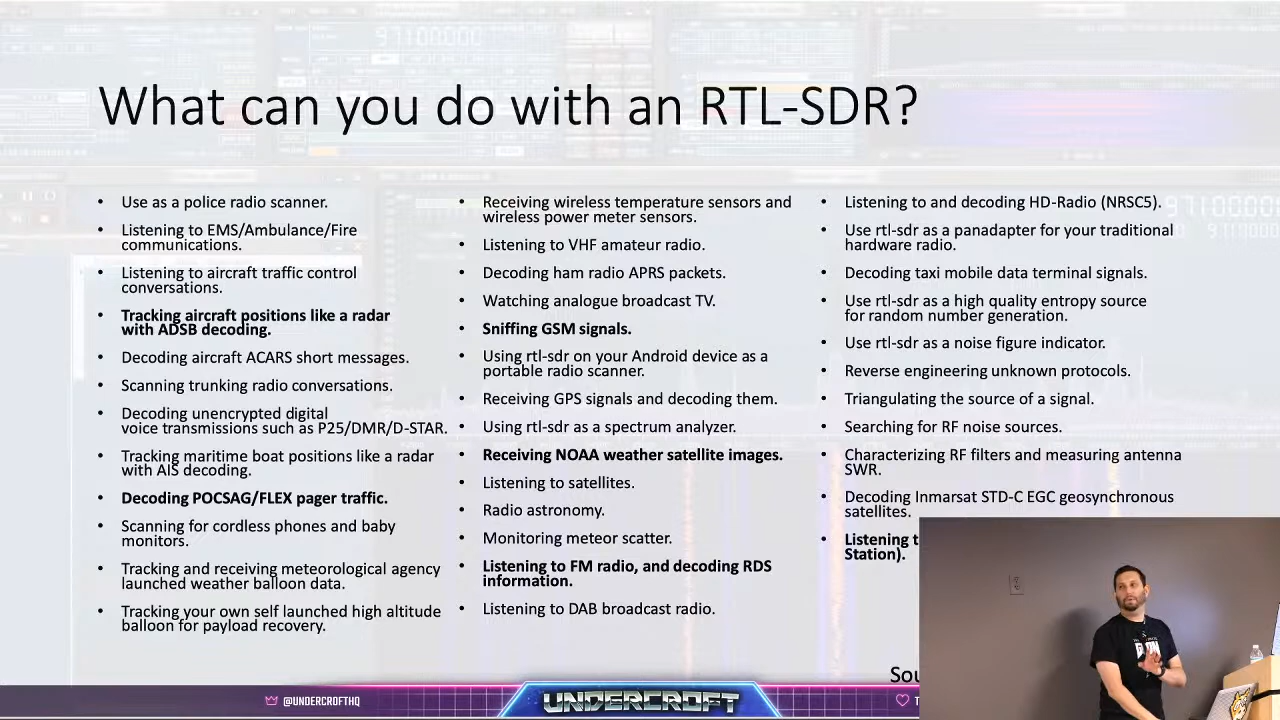 What can you do with an RTL-SDR?
• Use as a police radio scanner.
• Listening to EMS/Ambulance/Fire
communications.
• Listening to aircraft traffic control
conversations.
• Tracking aircraft positions like a radar
with ADSB decoding.
• Decoding aircraft ACARS short messages.
• Scanning trunking radio conversations.
• Decoding unencrypted digital
voice transmissions such as P25/DMR/D-STAR.
• Tracking maritime boat positions like a radar
with AIS decoding.
• Decoding POCSAG/FLEX pager traffic.
• Scanning for cordless phones and baby
monitors.
• Tracking and receiving meteorological agency
launched weather balloon data.
• Tracking your own self launched high altitude
balloon for payload recovery.
• Receiving wireless temperature sensors and
wireless power meter sensors.
• Listening to VHF amateur radio.
• Decoding ham radio APRS packets.
• Watching analogue broadcast TV.
• Sniffing GSM signals.
• Using rtl-sdr on your Android device as a
portable radio scanner.
• Receiving GPS signals and decoding them.
• Using rtl-sdr as a spectrum analyzer.
• Receiving NOAA weather satellite images.
• Listening to satellites.
• Radio astronomy.
• Monitoring meteor scatter.
• Listening to FM radio, and decoding RDS
information.
• Listening to DAB broadcast radio.
• Listening to and decoding HD-Radio (NRSC5).
• Use rtl-sdr as a panadapter for your traditional
hardware radio.
• Decoding taxi mobile data terminal signals.
• Use rtl-sdr as a high quality entropy source
for random number generation.
• Use rtl-sdr as a noise figure indicator.
• Reverse engineering unknown protocols.
• Triangulating the source of a signal.
• Searching for RF noise sources.
• Characterizing RF filters and measuring antenna
SWR.
• Decoding Inmarsat STD-C EGC geosynchronous
satellites.
• Listening t
Station).
Sou
@UNDERCROFTHQ
UNDERCROFT